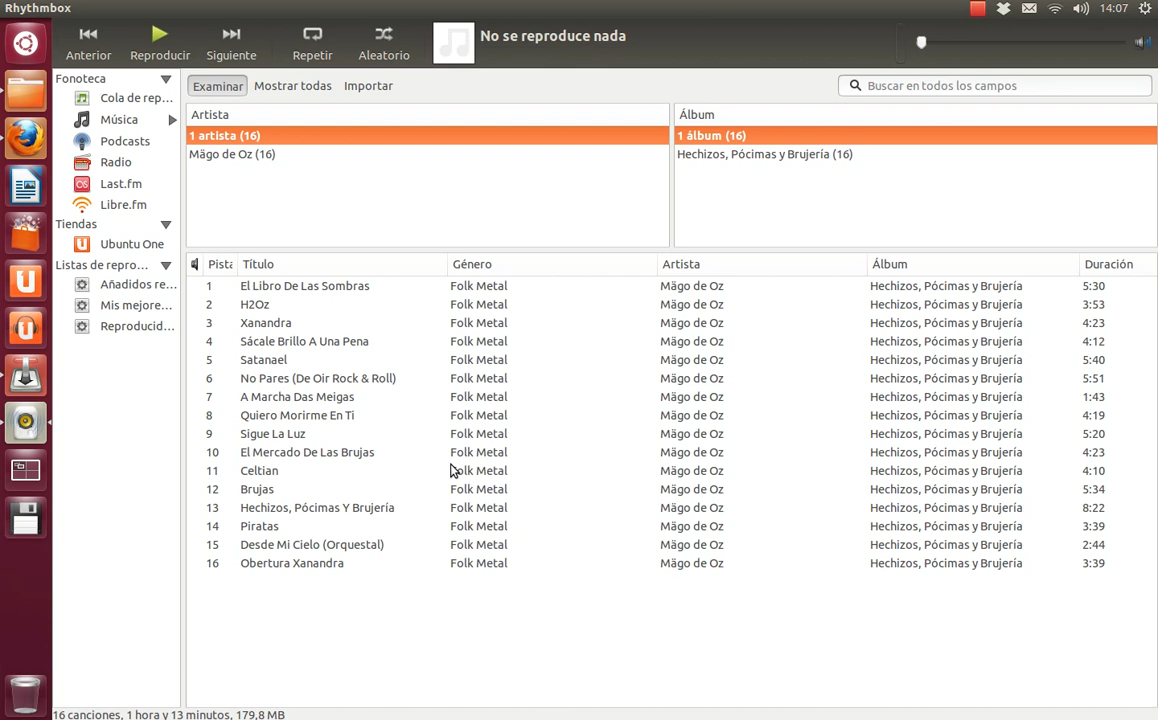 Rhythmbox
14:07
Anterior
Reproducir
Siguiente
Repetir
Aleatorio
No se reproduce nada
Fonoteca
Cola de rep...
Música
Podcasts
Radio
Last.fm
Libre.fm
Tiendas
Ubuntu One
Listas de repro...
Añadidos re...
Mis mejore...
Reproducid...
Examinar Mostrar todas Importar
Buscar en todos los campos
Artista
1 artista (16)
Mägo de Oz (16)
Álbum
1 álbum (16)
Hechizos, Pócimas y Brujería (16)
Pista Título Género Artista Álbum Duración
1 El Libro De Las Sombras Folk Metal Mägo de Oz Hechizos, Pócimas y Brujería 5:30
2 H2Oz Folk Metal Mägo de Oz Hechizos, Pócimas y Brujería 3:53
3 Xanandra Folk Metal Mägo de Oz Hechizos, Pócimas y Brujería 4:23
4 Sácale Brillo A Una Pena Folk Metal Mägo de Oz Hechizos, Pócimas y Brujería 4:12
5 Satanael Folk Metal Mägo de Oz Hechizos, Pócimas y Brujería 5:40
6 No Pares (De Oir Rock & Roll) Folk Metal Mägo de Oz Hechizos, Pócimas y Brujería 5:51
7 A Marcha Das Meigas Folk Metal Mägo de Oz Hechizos, Pócimas y Brujería 1:43
8 Quiero Morirme En Ti Folk Metal Mägo de Oz Hechizos, Pócimas y Brujería 4:19
9 Sigue La Luz Folk Metal Mägo de Oz Hechizos, Pócimas y Brujería 5:20
10 El Mercado De Las Brujas Folk Metal Mägo de Oz Hechizos, Pócimas y Brujería 4:23
11 Celtian Folk Metal Mägo de Oz Hechizos, Pócimas y Brujería 4:10
12 Brujas Folk Metal Mägo de Oz Hechizos, Pócimas y Brujería 5:34
13 Hechizos, Pócimas Y Brujería Folk Metal Mägo de Oz Hechizos, Pócimas y Brujería 8:22
14 Piratas Folk Metal Mägo de Oz Hechizos, Pócimas y Brujería 3:39
15 Desde Mi Cielo (Orquestal) Folk Metal Mägo de Oz Hechizos, Pócimas y Brujería 2:44
16 Obertura Xanandra Folk Metal Mägo de Oz Hechizos, Pócimas y Brujería 3:39
16 canciones, 1 hora y 13 minutos, 179,8 MB